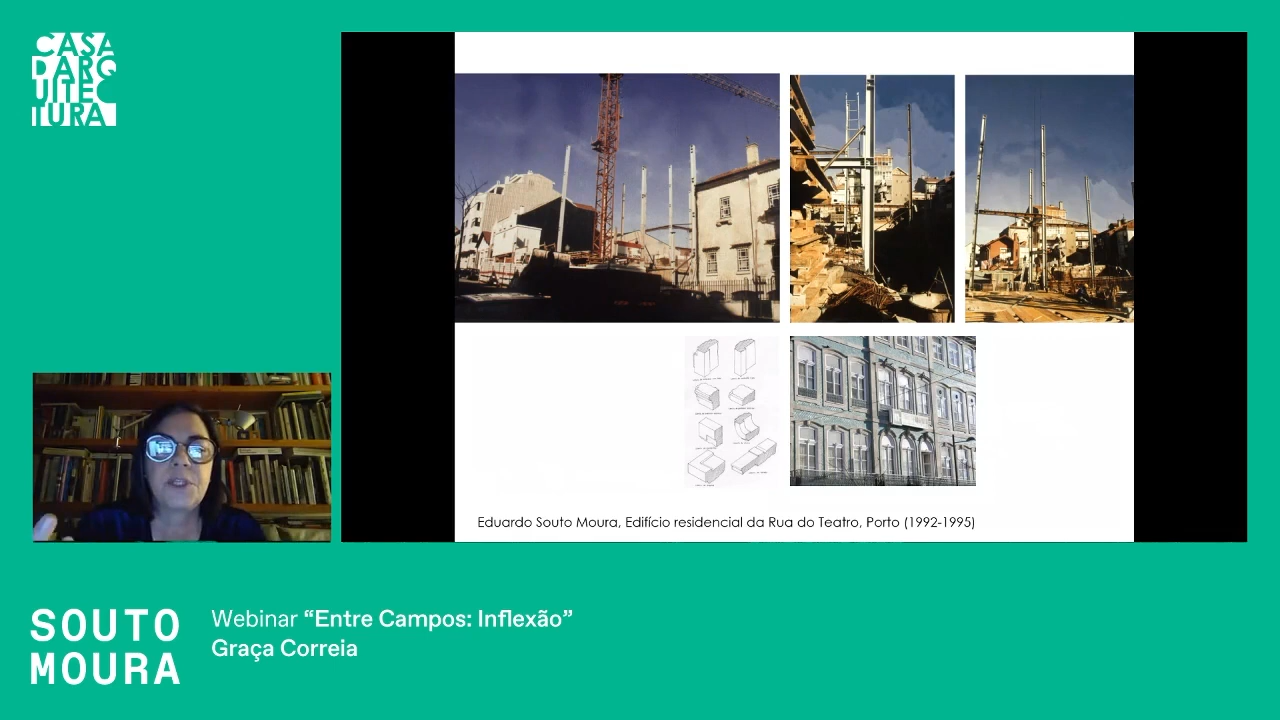 CASA
DARQ
UITEC
TURA
Eduardo Souto Moura, Edifício residencial da Rua do Teatro, Porto (1992-1995)
SOUTO
MOURA
Webinar “Entre Campos: Inflexão”
Graça Correia